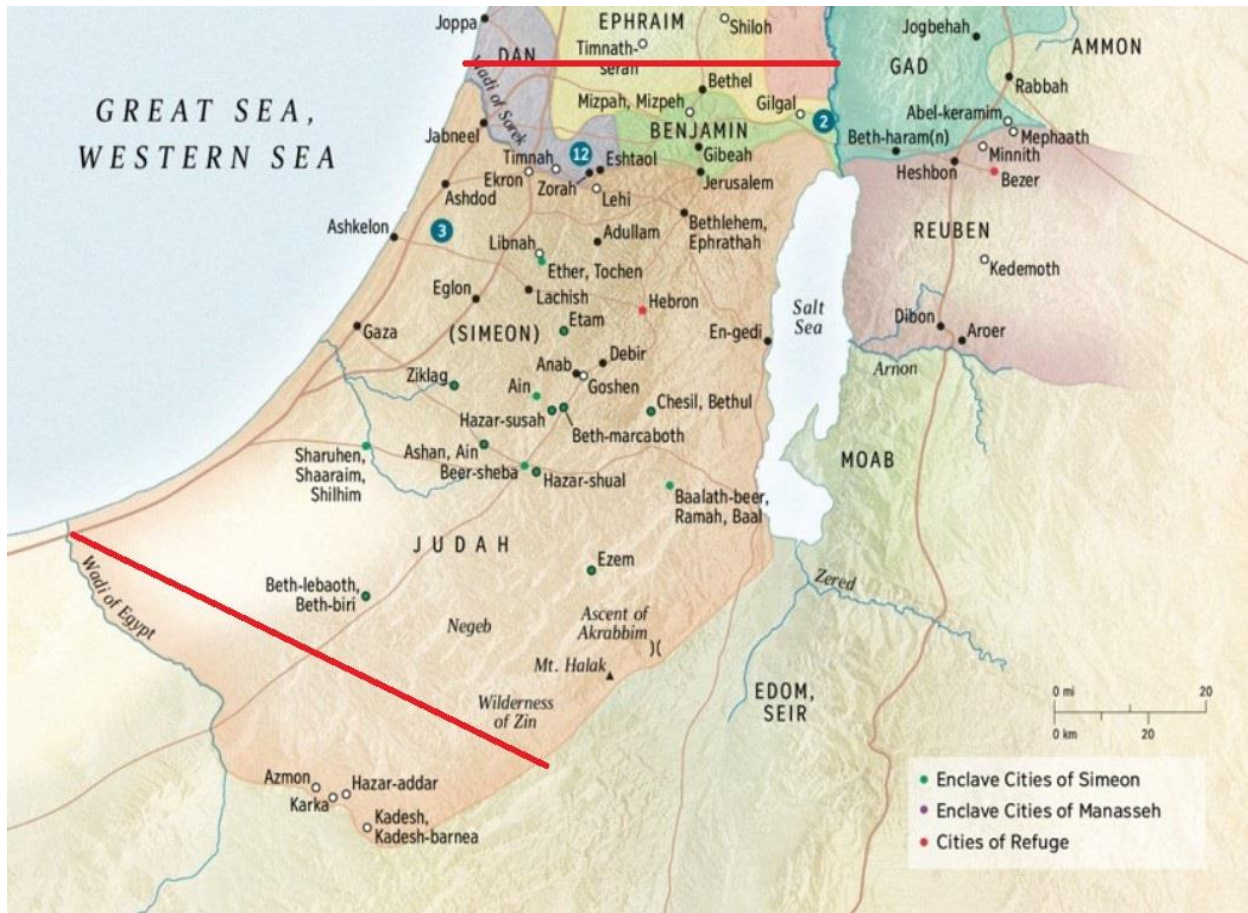 Joppa
EPHRAIM
Shiloh
Jogbehah
Timnath-
serah
AMMON
DAN
GAD
Wadi of Sorek
Bethel
Rabbah
GREAT SEA,
WESTERN SEA
Mizpah, Mizpeh
Gilgal
2
Abel-keramim
Jabneel
BENJAMIN
Beth-haram(n)
Mephaath
12
Timnah
Eshtaol
Gibeah
Minnith
Ekron
Zorah
Jerusalem
Heshbon
Bezer
Ashdod
Lehi
Ashkelon
3
Bethlehem,
Ephrathah
REUBEN
Libnah
Adullam
Ether, Tochen
Kedemoth
Eglon
Lachish
Hebron
Salt
Sea
Gaza
(SIMEON)
Etam
En-gedi
Dibon
Aroer
Anab
Debir
Goshen
Arnon
Ziklag
Ain
Chesil, Bethul
Hazar-susah
Beth-marcaboth
Sharuhen,
Shaaraim,
Shilhim
Ashan, Ain
Beer-sheba
Hazar-shual
MOAB
Baalath-beer,
Ramah, Baal
JUDAH
Ezem
Wadi of Egypt
Beth-lebaoth,
Beth-biri
Zered
Negeb
Ascent of
Akrabbim
)(
Mt. Halak
Wilderness
of Zin
EDOM,
SEIR
0 mi 20
0 km 20
Azmon
Hazar-addar
Karka
Kadesh,
Kadesh-barnea
Enclave Cities of Simeon
Enclave Cities of Manasseh
Cities of Refuge